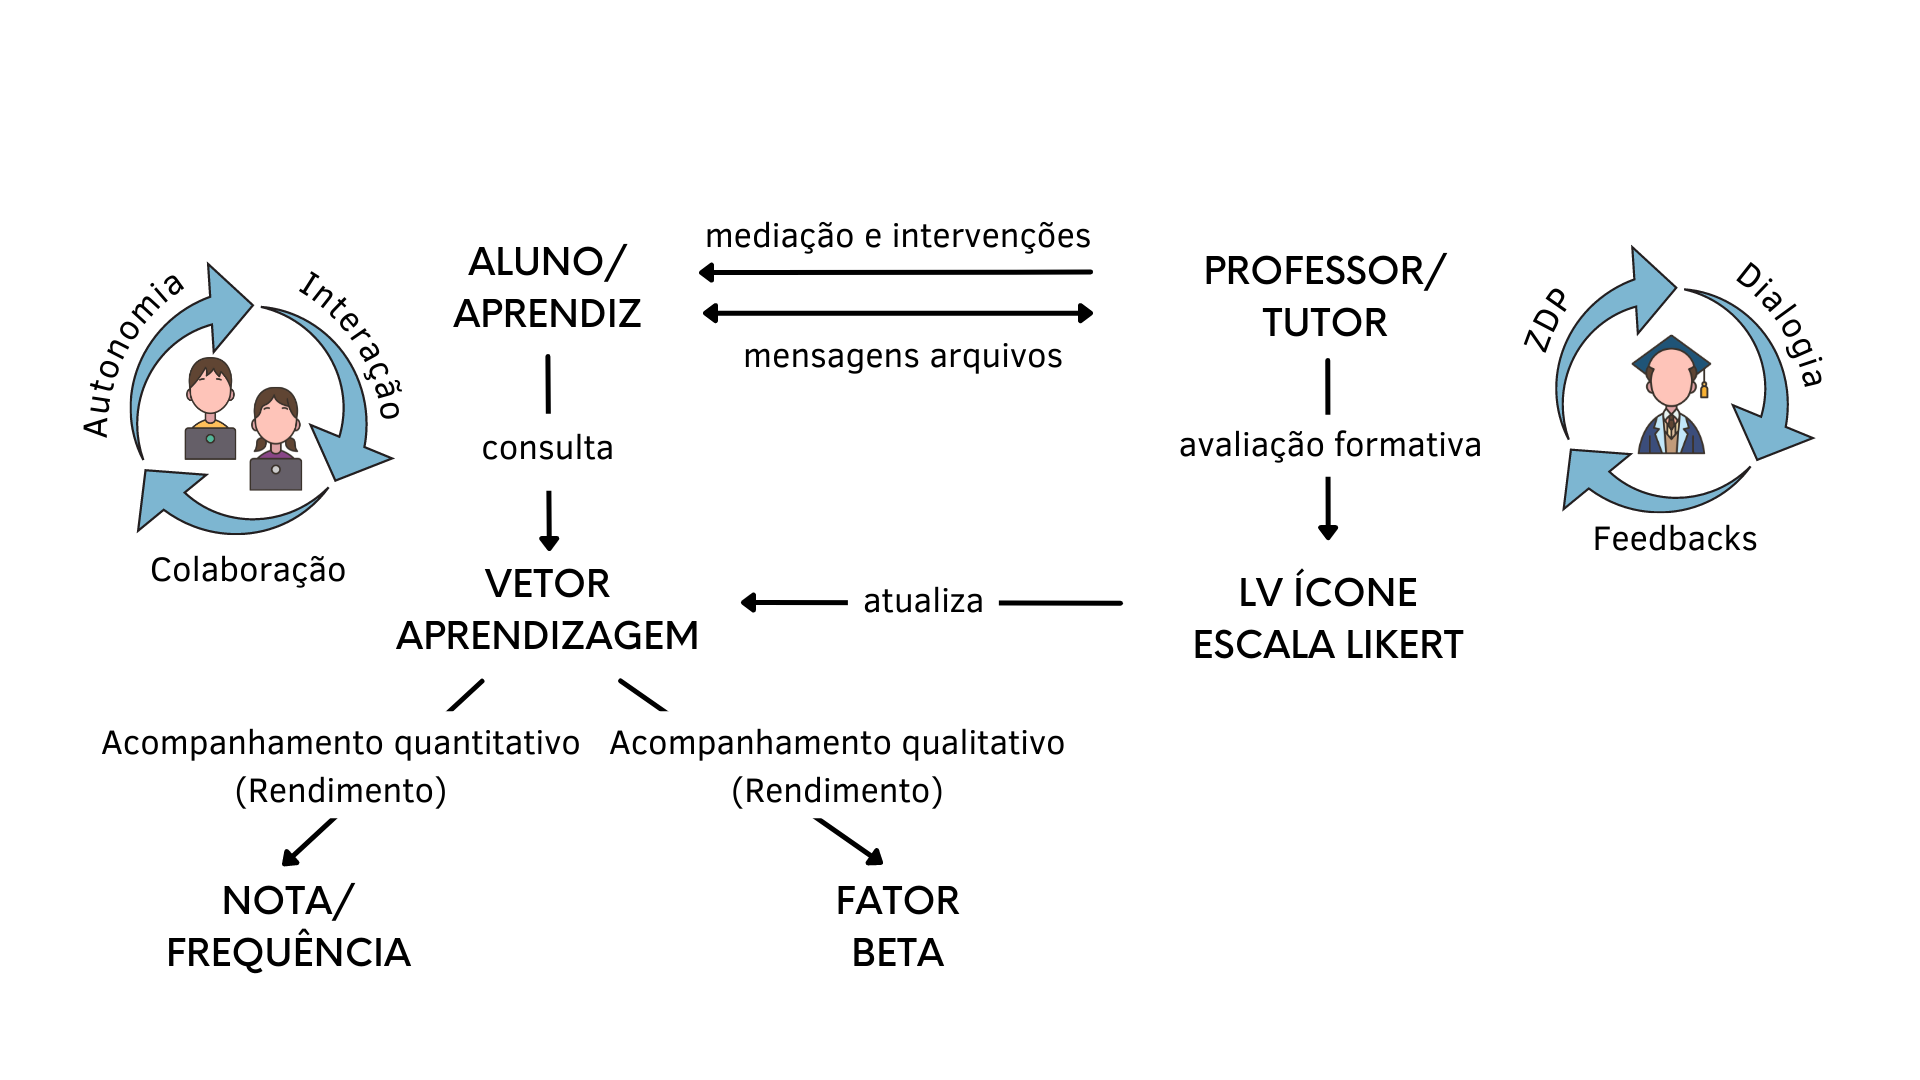 mediação e intervenções
ALUNO/
APRENDIZ
PROFESSOR/
TUTOR
mensagens arquivos
Autonomia
Interação
Colaboração
ZDP
Dialogia
Feedbacks
consulta
avaliação formativa
VETOR
APRENDIZAGEM
atualiza
LV ÍCONE
ESCALA LIKERT
Acompanhamento quantitativo
(Rendimento)
Acompanhamento qualitativo
(Rendimento)
NOTA/
FREQUÊNCIA
FATOR
BETA